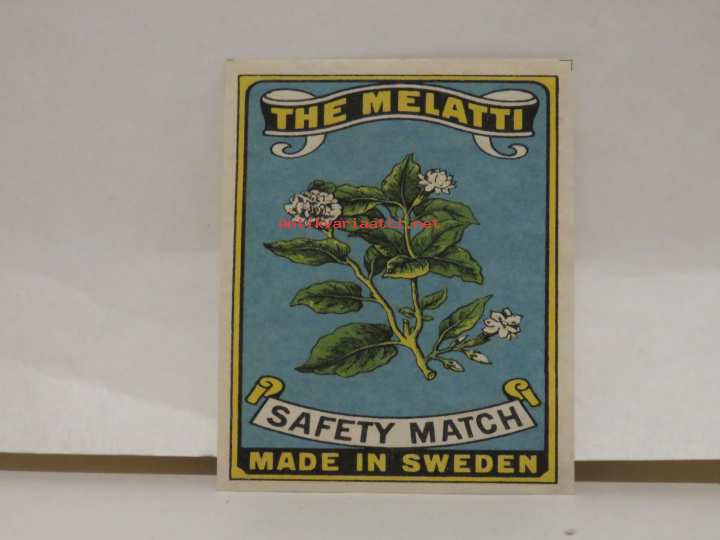 THE MELATTI
antikvariaatti.net
SAFETY MATCH
MADE IN SWEDEN